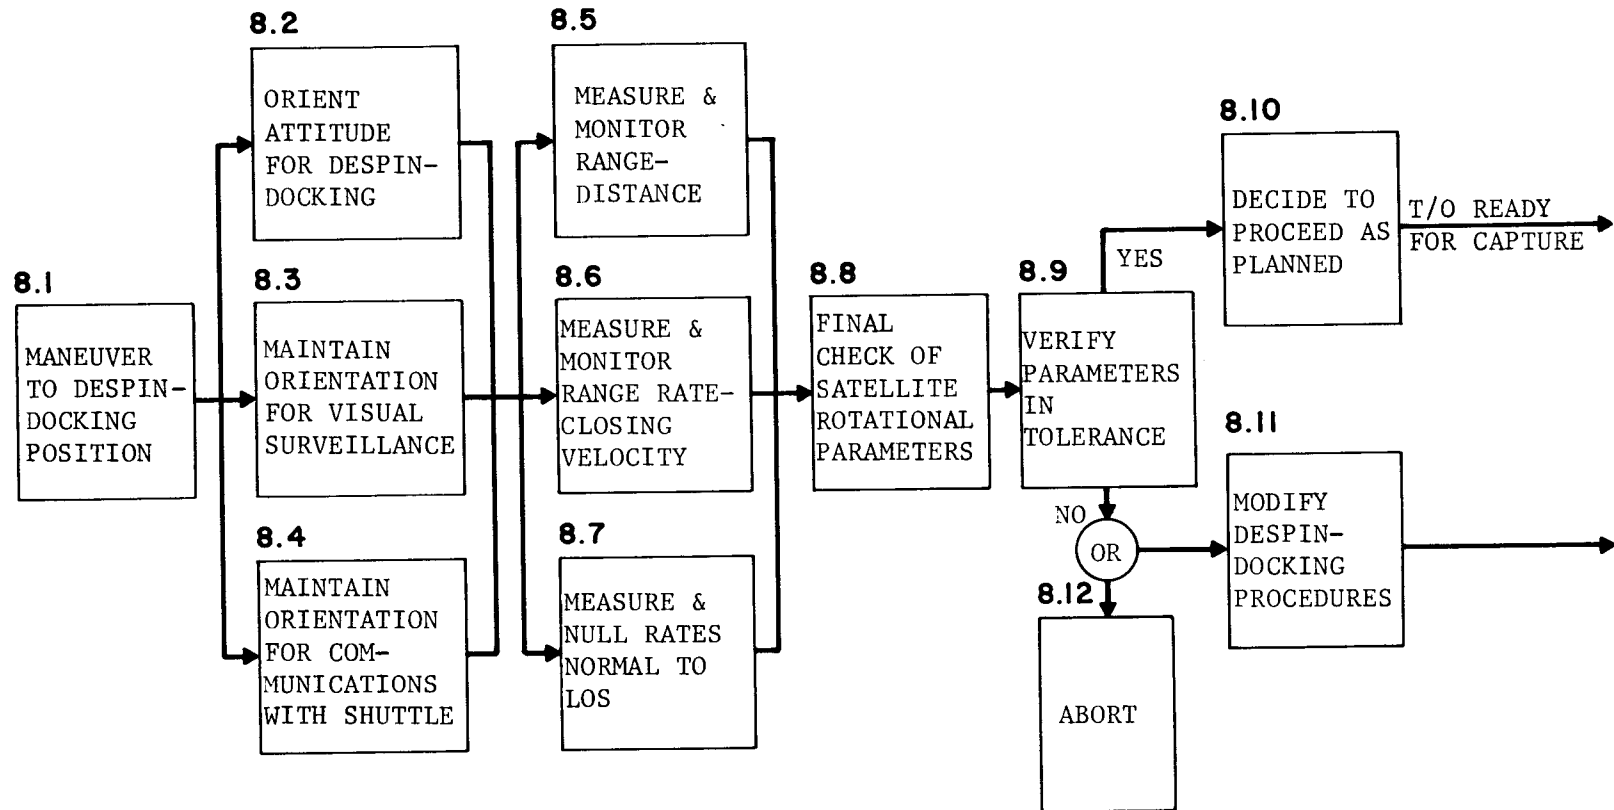 8.1
MANEUVER
TO DESPIN-
DOCKING
POSITION
8.2
ORIENT
ATTITUDE
FOR DESPIN-
DOCKING
8.3
MAINTAIN
ORIENTATION
FOR VISUAL
SURVEILLANCE
8.4
MAINTAIN
ORIENTATION
FOR COM-
MUNICATIONS
WITH SHUTTLE
8.5
MEASURE &
MONITOR
RANGE-
DISTANCE
8.6
MEASURE &
MONITOR
RANGE RATE-
CLOSING
VELOCITY
8.7
MEASURE &
NULL RATES
NORMAL TO
LOS
8.8
FINAL
CHECK OF
SATELLITE
ROTATIONAL
PARAMETERS
8.9
VERIFY
PARAMETERS
IN
TOLERANCE
YES
NO
OR
8.10
DECIDE TO
PROCEED AS
PLANNED
T/O READY
FOR CAPTURE
8.11
MODIFY
DESPIN-
DOCKING
PROCEDURES
8.12
ABORT